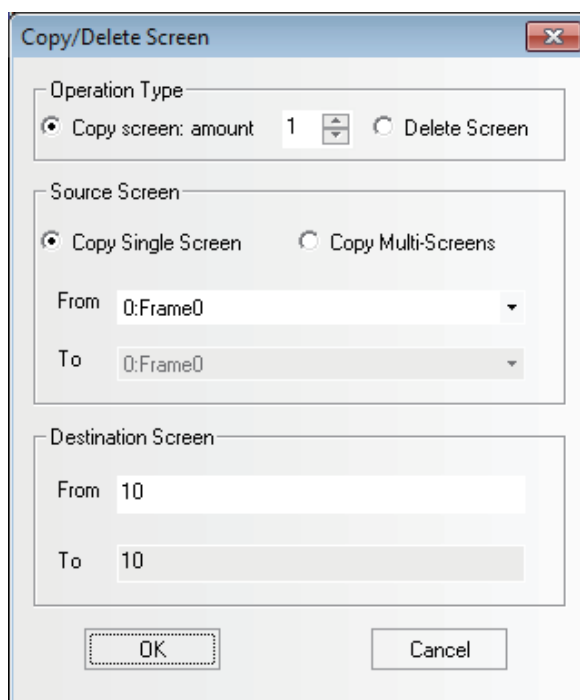 Copy/Delete Screen
Operation Type
Copy screen: amount 1 Delete Screen
Source Screen
Copy Single Screen Copy Multi-Screens
From 0:Frame0
To 0:Frame0
Destination Screen
From 10
To 10
OK Cancel